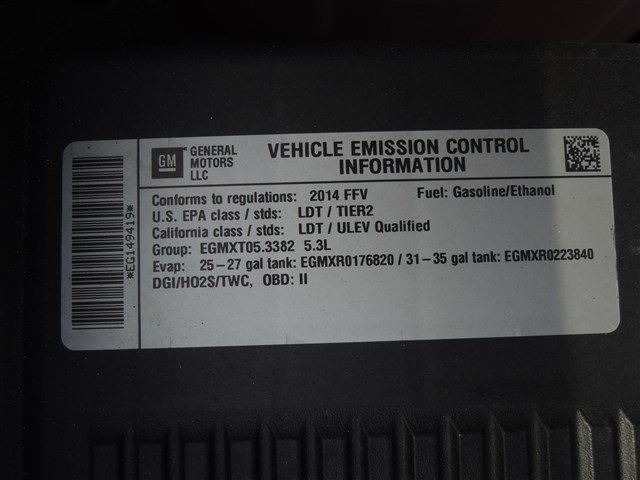 *EG149419*
GM
GENERAL
MOTORS
LLC
VEHICLE EMISSION CONTROL
INFORMATION
Conforms to regulations: 2014 FFV Fuel: Gasoline/Ethanol
U.S. EPA class / stds: LDT / TIER2
California class / stds: LDT / ULEV Qualified
Group: EGMXT05.3382 5.3L
Evap: 25-27 gal tank: EGMXR0176820 / 31-35 gal tank: EGMXR0223840
DGI/HO2S/TWC, OBD: II